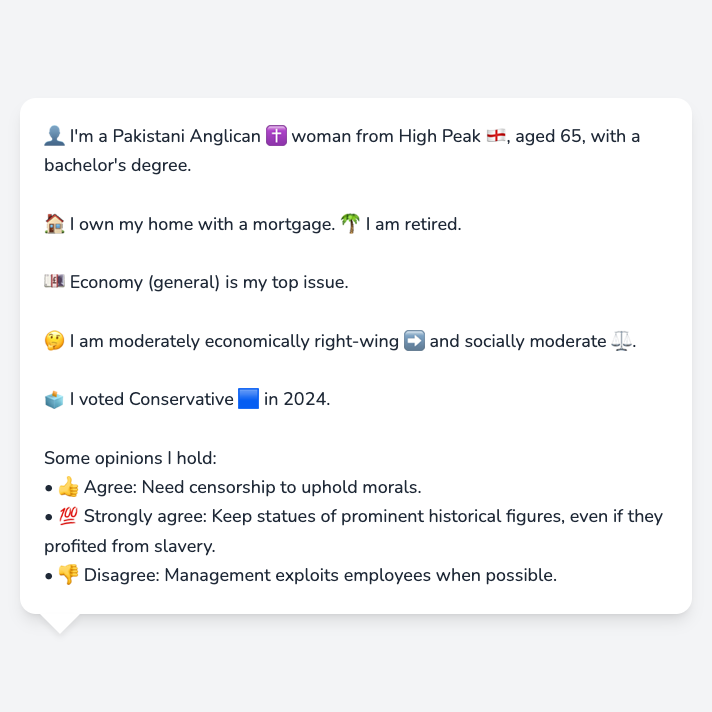 👤 I'm a Pakistani Anglican ✝️ woman from High Peak 🏴󠁧󠁢󠁥󠁮󠁧󠁿, aged 65, with a
bachelor's degree.
🏠 I own my home with a mortgage. 🌴 I am retired.
💷 Economy (general) is my top issue.
🤔 I am moderately economically right-wing ➡️ and socially moderate ⚖️.
🗳️ I voted Conservative 🟦 in 2024.
Some opinions I hold:
• 👍 Agree: Need censorship to uphold morals.
• 💯 Strongly agree: Keep statues of prominent historical figures, even if they
profited from slavery.
• 👎 Disagree: Management exploits employees when possible.